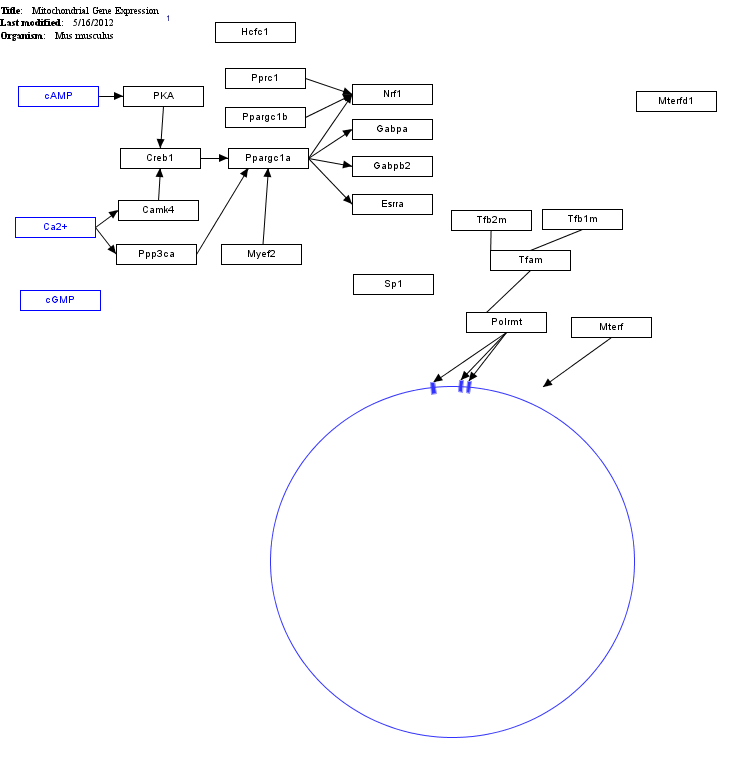 Title: Mitochondrial Gene Expression
1
Last modified: 5/16/2012
Organism: Mus musculus
Hcfc1
Pprc1
cAMP
PKA
Nrf1
Mterfd1
Ppargc1b
Gabpa
Creb1
Ppargc1a
Gabpb2
Camk4
Esrra
Ca2+
Tfb2m
Tfb1m
Ppp3ca
Myef2
Tfam
Sp1
cGMP
Polrmt
Mterf